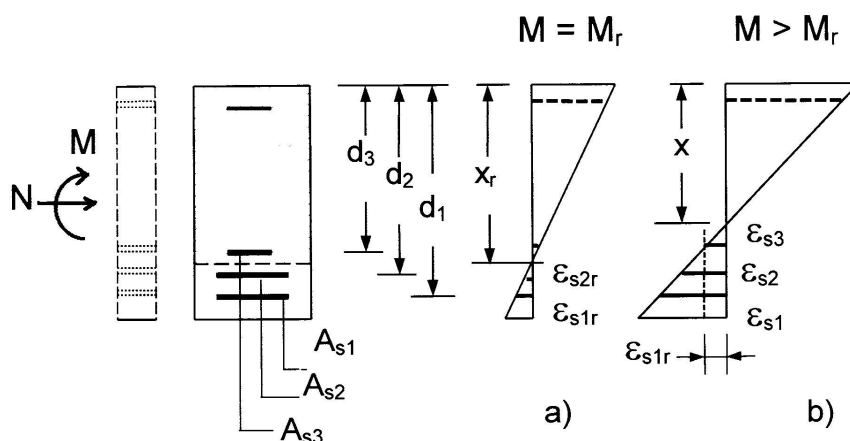 M = Mᵣ
M > Mᵣ
M
N
d₃
d₂
d₁
xᵣ
x
εs2r
εs1r
εs3
εs2
εs1
εs1r
As1
As2
As3
a)
b)